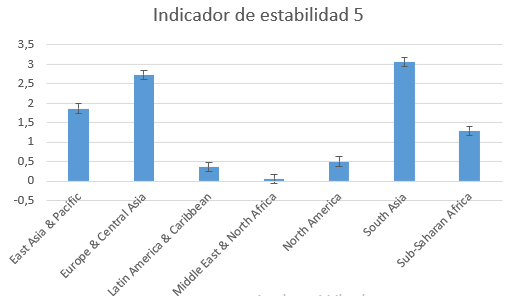 Indicador de estabilidad 5
3,5
3
2,5
2
1,5
1
0,5
0
-0,5
East Asia & Pacific
Europe & Central Asia
Latin America & Caribbean
Middle East & North Africa
North America
South Asia
Sub-Saharan Africa